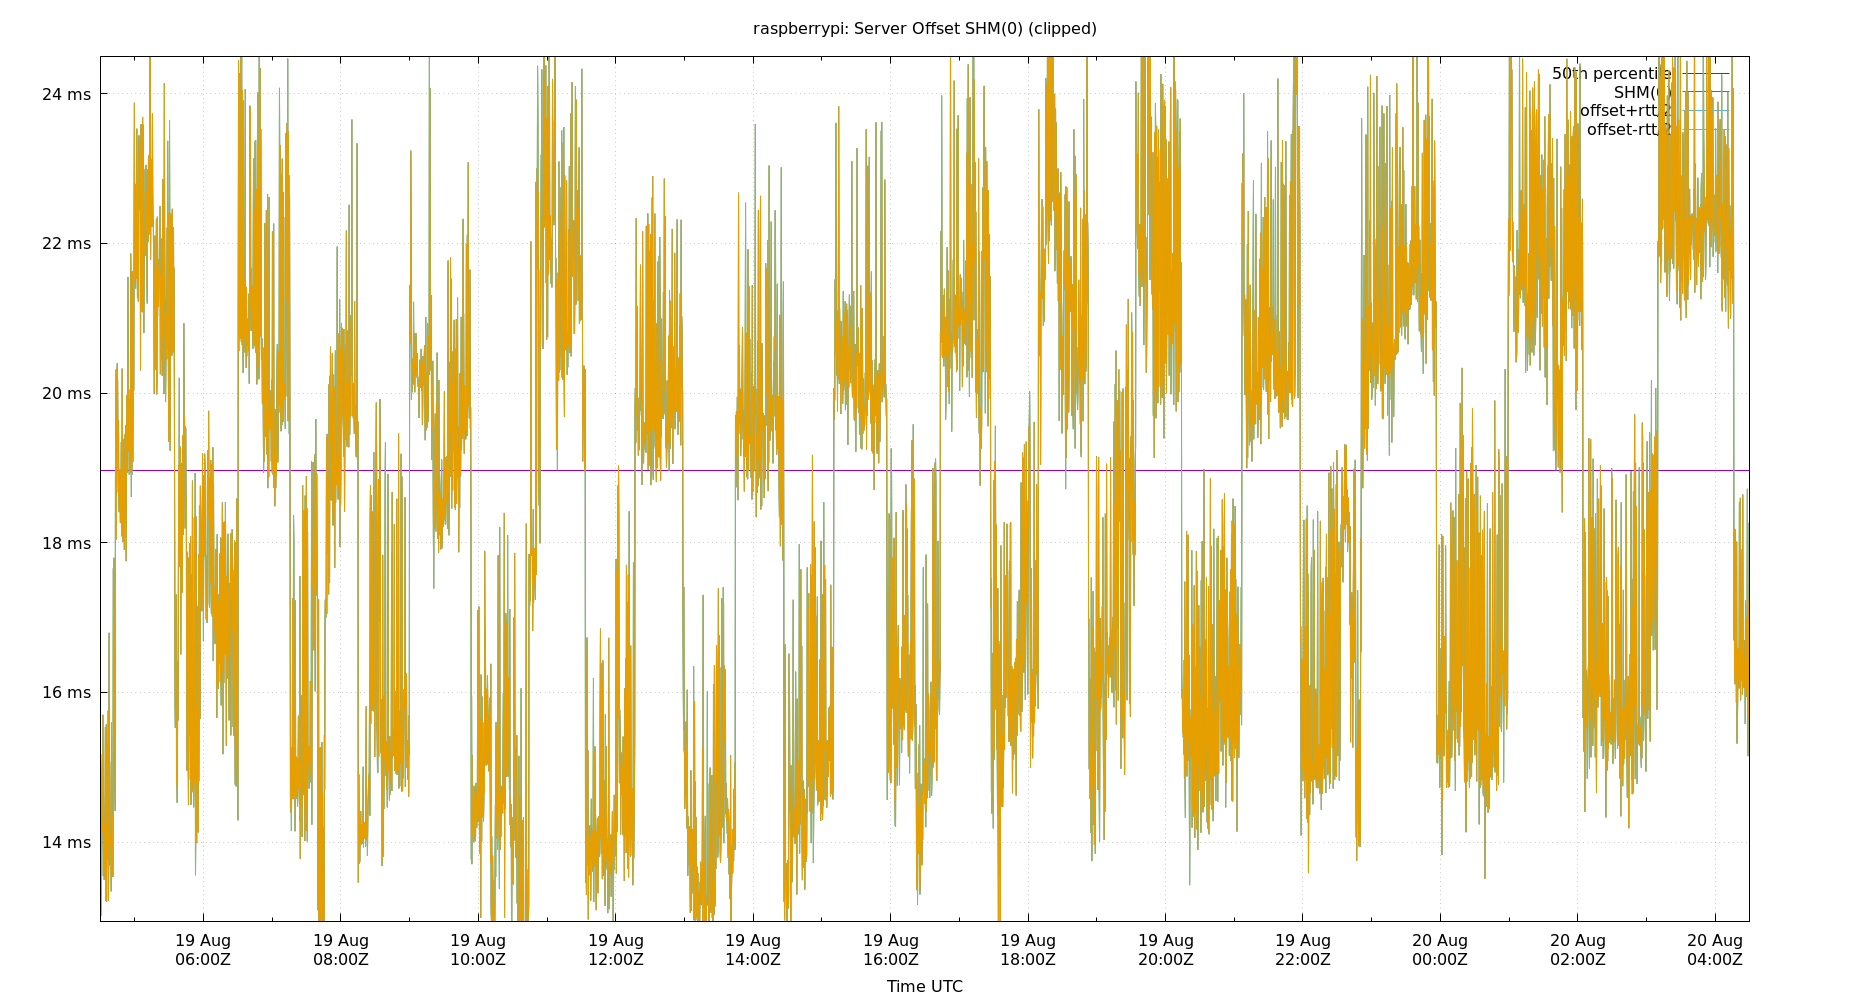 raspberrypi: Server Offset SHM(0) (clipped)
50th percentile
SHM(0)
offset+rtt/2
offset-rtt/2
24 ms
22 ms
20 ms
18 ms
16 ms
14 ms
19 Aug 06:00Z
19 Aug 08:00Z
19 Aug 10:00Z
19 Aug 12:00Z
19 Aug 14:00Z
19 Aug 16:00Z
19 Aug 18:00Z
19 Aug 20:00Z
19 Aug 22:00Z
20 Aug 00:00Z
20 Aug 02:00Z
20 Aug 04:00Z
Time UTC